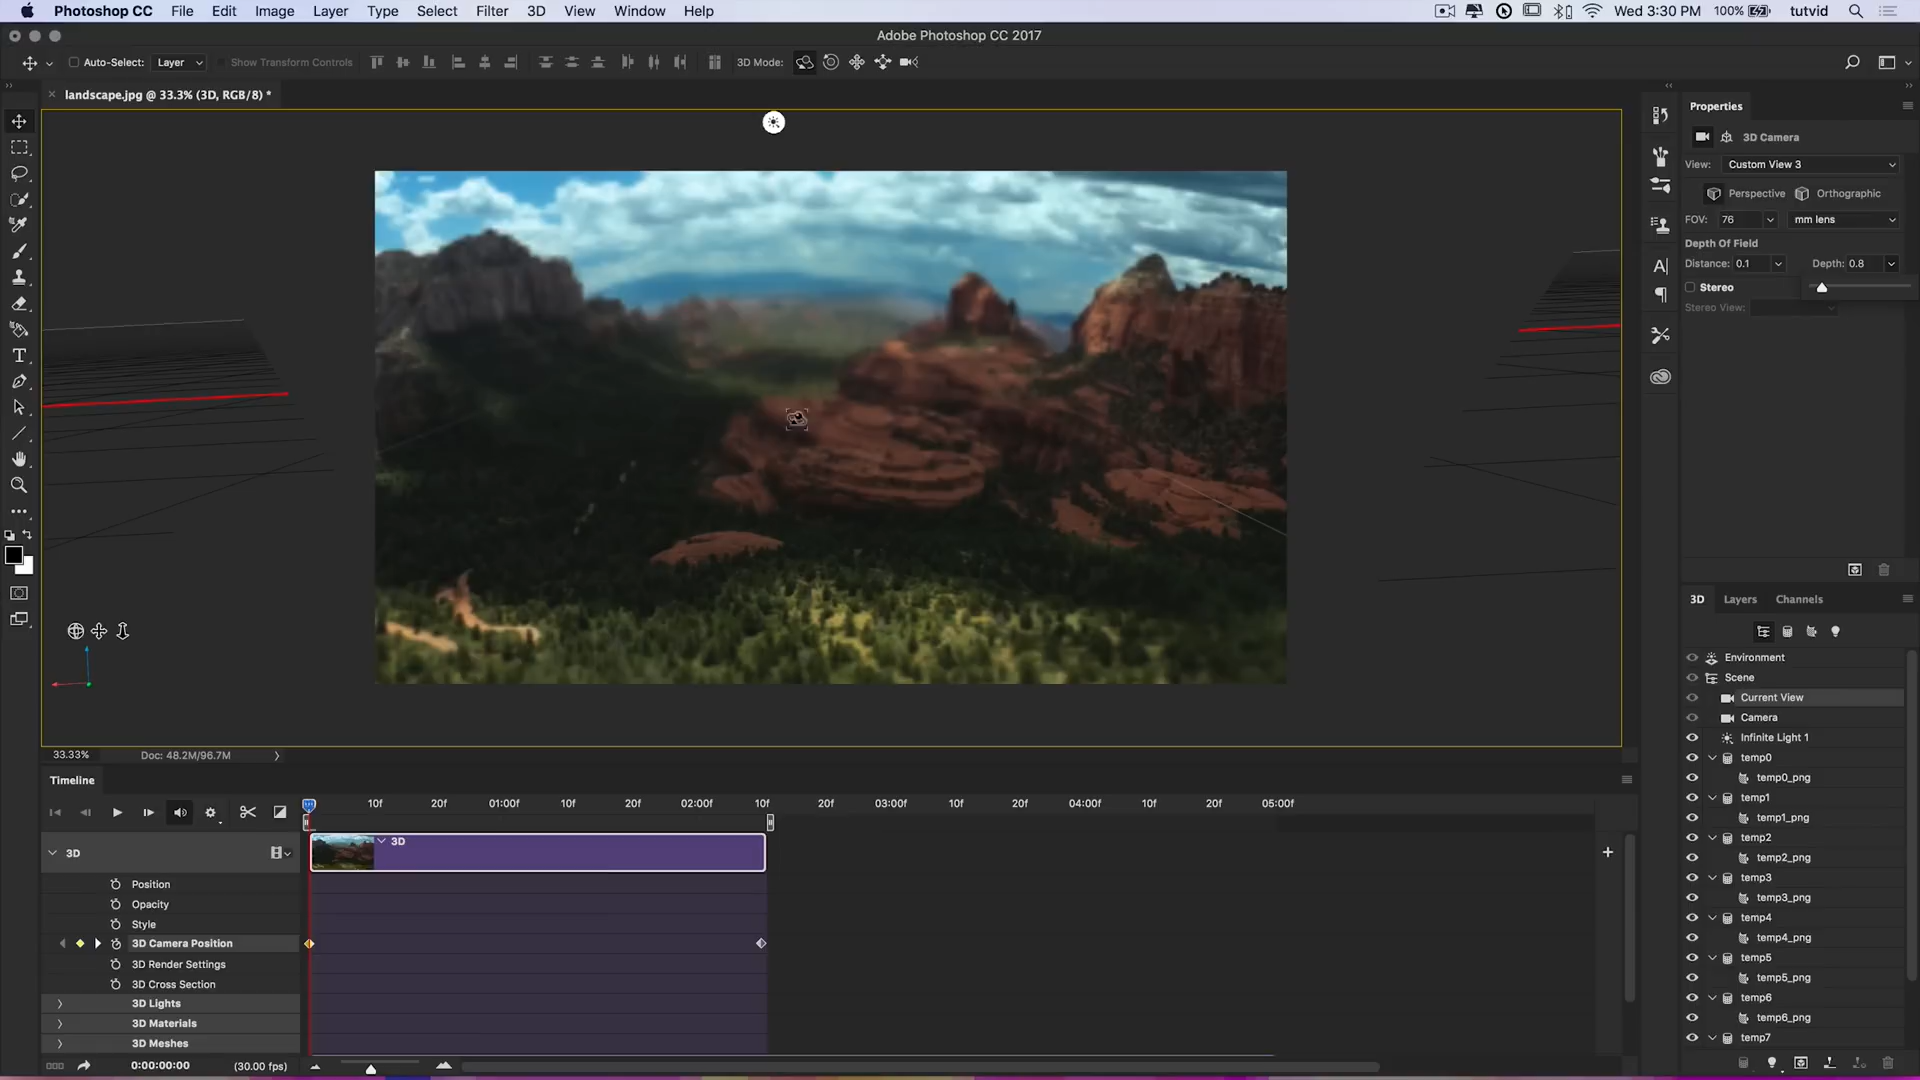 Photoshop CC File Edit Image Layer Type Select Filter 3D View Window Help 100% Wed 3:30 PM tutvid
Adobe Photoshop CC 2017
Auto-Select: Layer Show Transform Controls 3D Mode:
landscape.jpg @ 33.3% (3D, RGB/8) *
Properties
3D Camera
View: Custom View 3
Perspective Orthographic
FOV: 76 mm lens
Depth Of Field
Distance: 0.1 Depth: 0.8
Stereo
Stereo View:
3D Layers Channels
Environment
Scene
Current View
Camera
Infinite Light 1
temp0
temp0_png
temp1
temp1_png
temp2
temp2_png
temp3
temp3_png
temp4
temp4_png
temp5
temp5_png
temp6
temp6_png
temp7
33.33% Doc: 48.2M/96.7M
Timeline
10f 20f 01:00f 10f 20f 02:00f 10f 20f 03:00f 10f 20f 04:00f 10f 20f 05:00f
3D 3D
Position
Opacity
Style
3D Camera Position
3D Render Settings
3D Cross Section
3D Lights
3D Materials
3D Meshes
0:00:00:00 (30.00 fps)